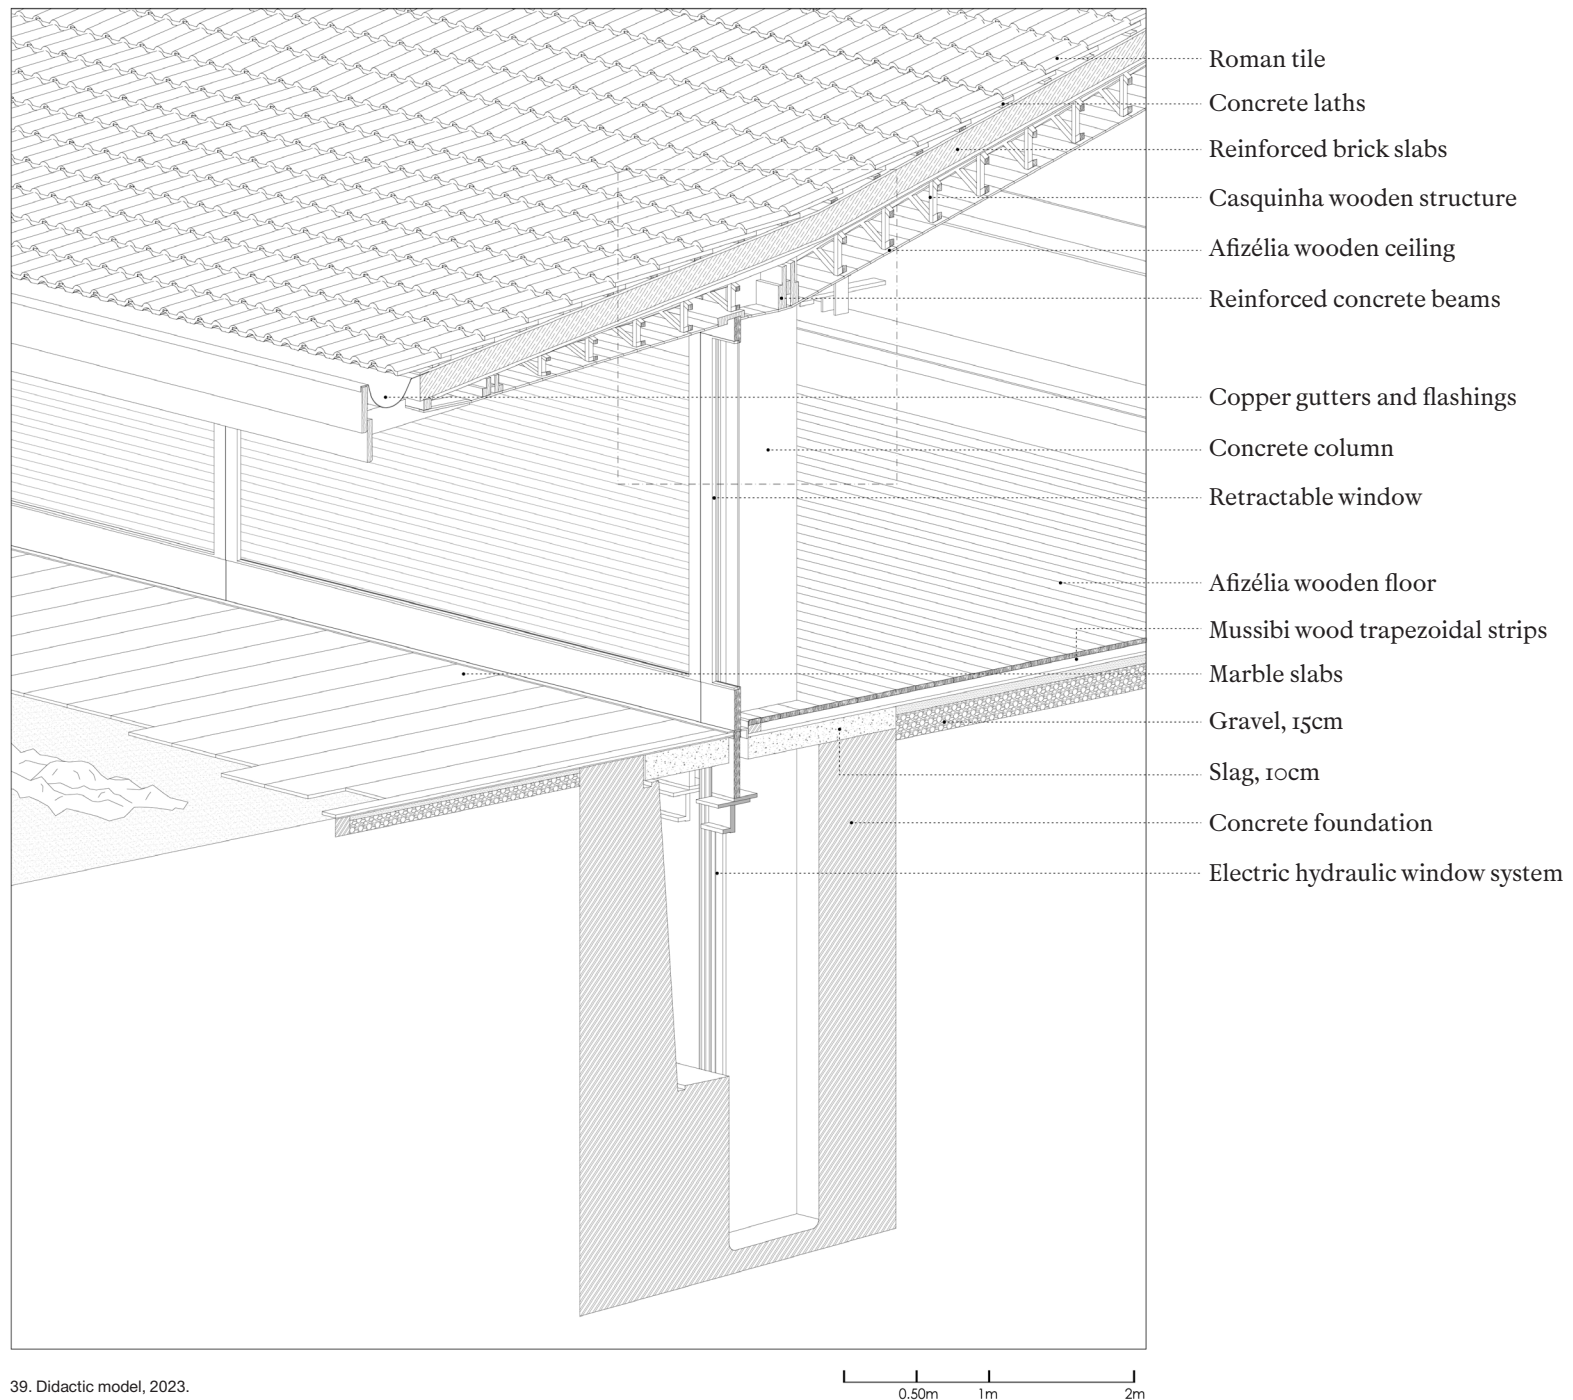 Roman tile
Concrete laths
Reinforced brick slabs
Casquinha wooden structure
Afizélia wooden ceiling
Reinforced concrete beams
Copper gutters and flashings
Concrete column
Retractable window
Afizélia wooden floor
Mussibi wood trapezoidal strips
Marble slabs
Gravel, 15cm
Slag, 10cm
Concrete foundation
Electric hydraulic window system
39. Didactic model, 2023.
0.50m 1m 2m